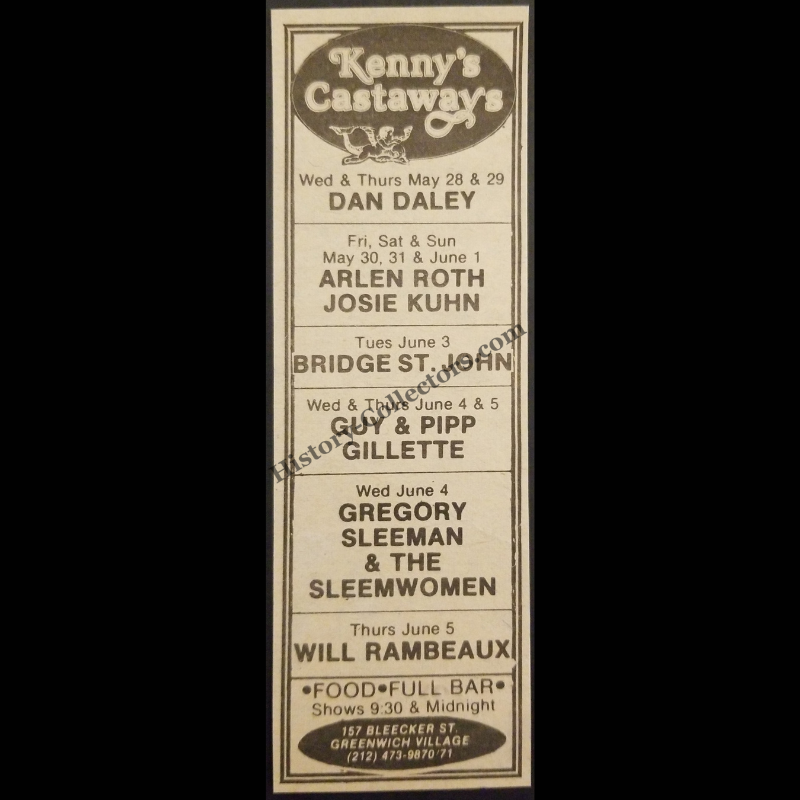 Kenny's
Castaways
Wed & Thurs May 28 & 29
DAN DALEY
Fri, Sat & Sun
May 30, 31 & June 1
ARLEN ROTH
JOSIE KUHN
Tues June 3
BRIDGE ST. JOHN
Wed & Thurs June 4 & 5
GUY & PIPP
GILLETTE
Wed June 4
GREGORY
SLEEMAN
& THE
SLEEMWOMEN
Thurs June 5
WILL RAMBEAUX
•FOOD•FULL BAR•
Shows 9:30 & Midnight
157 BLEECKER ST.
GREENWICH VILLAGE
(212) 473-9870/71
History-Collectors.com